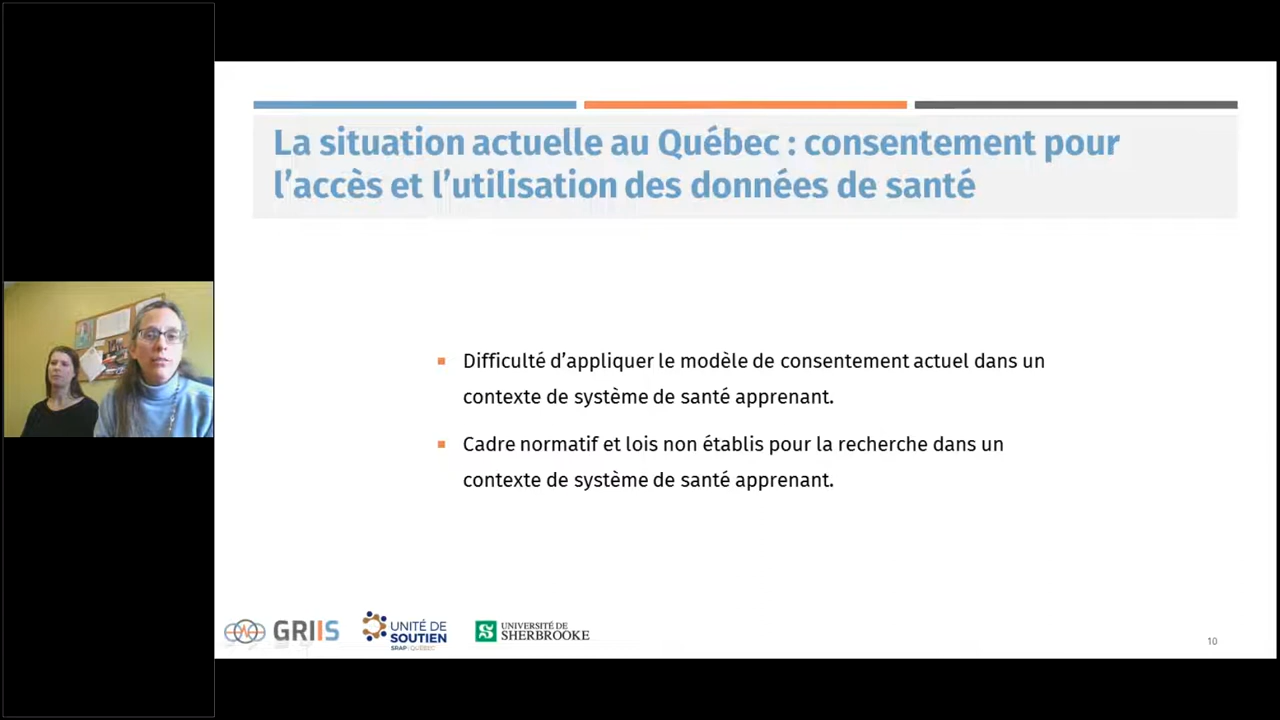 La situation actuelle au Québec : consentement pour
l’accès et l’utilisation des données de santé
Difficulté d’appliquer le modèle de consentement actuel dans un
contexte de système de santé apprenant.
Cadre normatif et lois non établis pour la recherche dans un
contexte de système de santé apprenant.
GRIIS
UNITÉ DE
SOUTIEN
SRAP | QUÉBEC
UNIVERSITÉ DE
SHERBROOKE
10